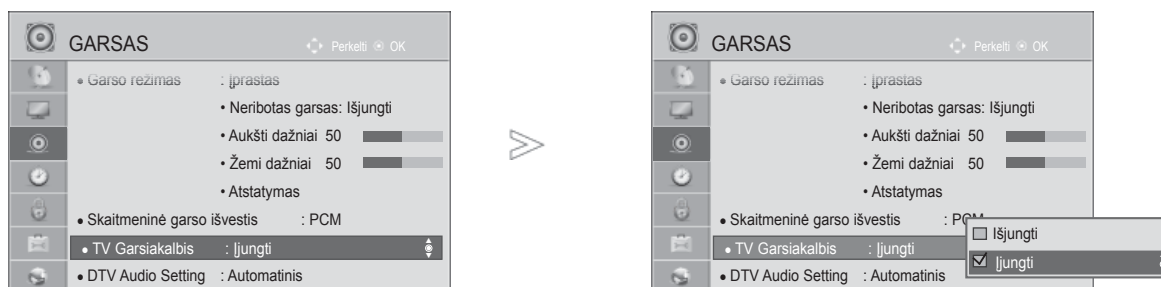 GARSAS
Perkelti OK
• Garso režimas : Įprastas
• Neribotas garsas: Išjungti
• Aukšti dažniai 50
• Žemi dažniai 50
• Atstatymas
• Skaitmeninė garso išvestis : PCM
• TV Garsiakalbis : Įjungti
• DTV Audio Setting : Automatinis
>
GARSAS
Perkelti OK
• Garso režimas : Įprastas
• Neribotas garsas: Išjungti
• Aukšti dažniai 50
• Žemi dažniai 50
• Atstatymas
• Skaitmeninė garso išvestis : PCM
• TV Garsiakalbis : Įjungti
• DTV Audio Setting : Automatinis
Išjungti
Įjungti